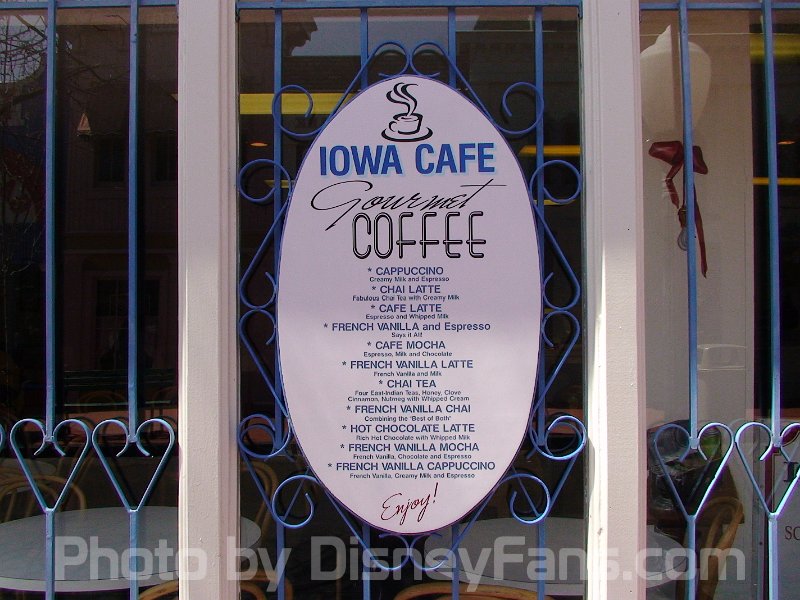 IOWA CAFE
Gourmet
COFFEE
* CAPPUCCINO
Creamy Milk and Espresso
* CHAI LATTE
Fabulous Chai Tea with Creamy Milk
* CAFE LATTE
Espresso and Whipped Milk
* FRENCH VANILLA and Espresso
Says it All!
* CAFE MOCHA
Espresso, Milk and Chocolate
* FRENCH VANILLA LATTE
French Vanilla and Milk
* CHAI TEA
Four East-Indian Teas, Honey, Clove
Cinnamon, Nutmeg with Whipped Cream
* FRENCH VANILLA CHAI
Combining the "Best of Both"
* HOT CHOCOLATE LATTE
Rich Hot Chocolate with Whipped Milk
* FRENCH VANILLA MOCHA
French Vanilla, Chocolate and Espresso
* FRENCH VANILLA CAPPUCCINO
French Vanilla, Creamy Milk and Espresso
Enjoy!
Photo by DisneyFans.com